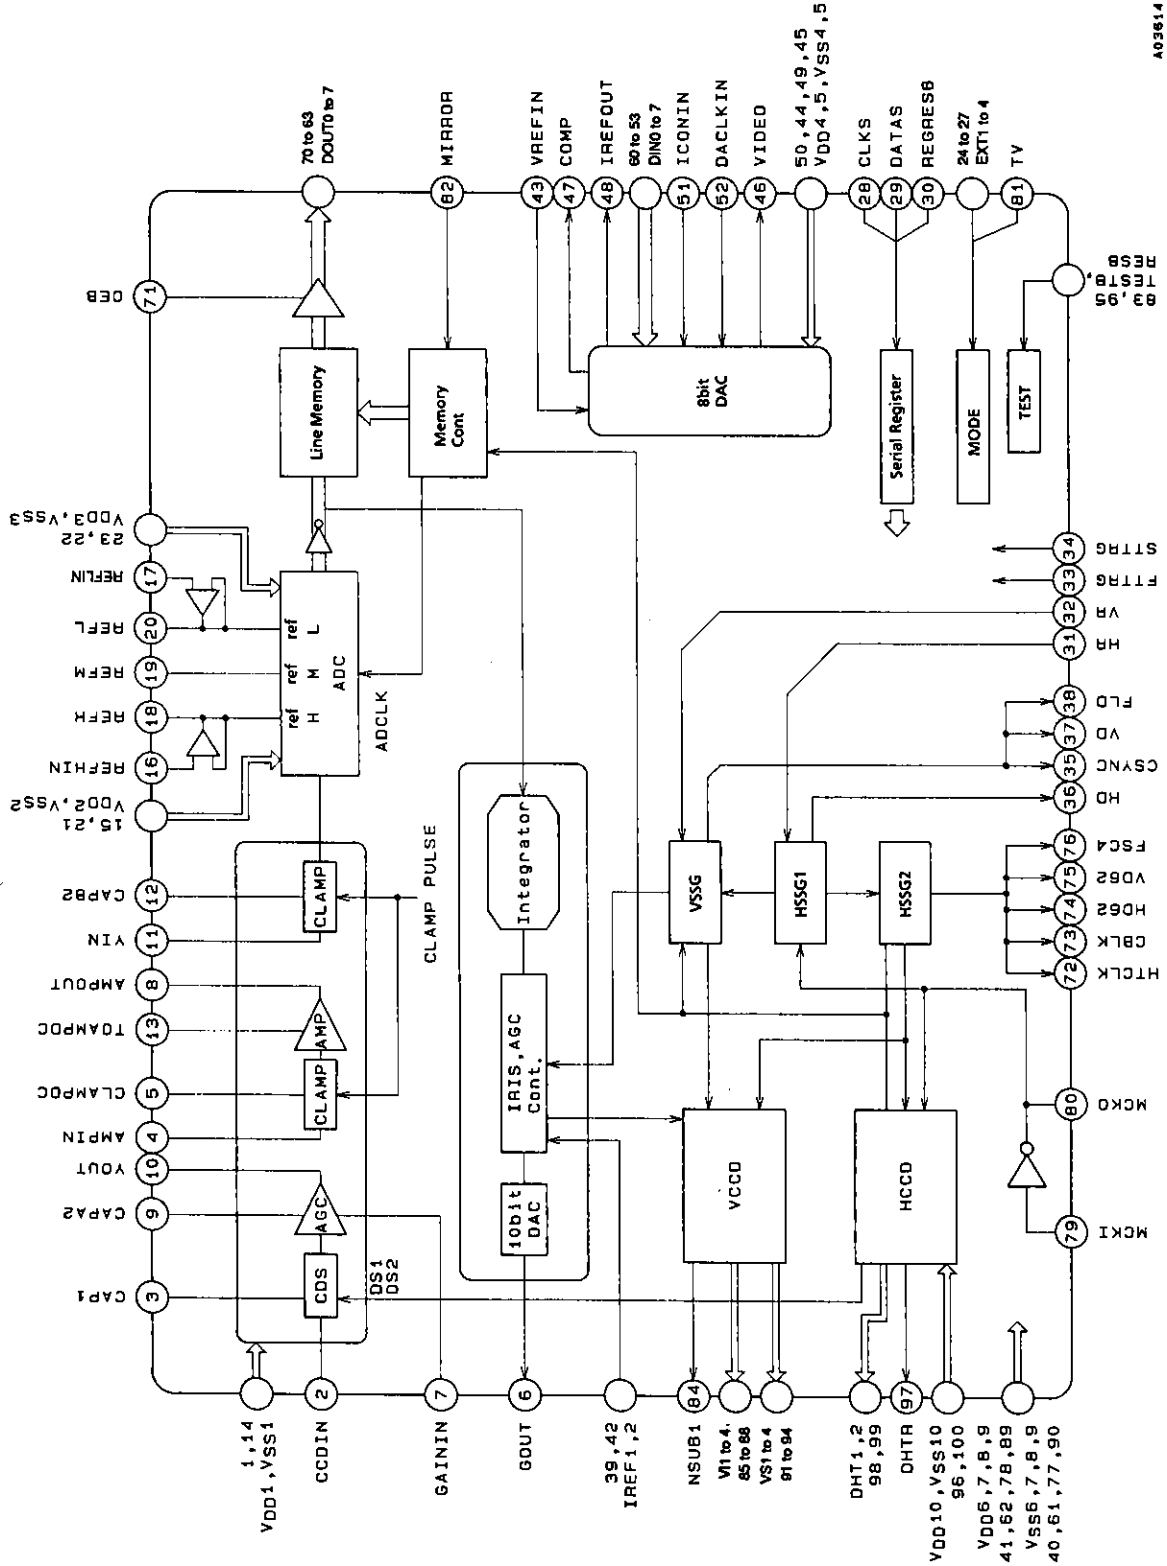 A03614
70 to 63
DOUT0 to 7
82
MIRROR
43
VREFIN
47
COMP
48
IREFOUT
60 to 53
DIN0 to 7
51
ICONIN
52
DACLKIN
46
VIDEO
50,44,49,45
VDD4,5,VSS4,5
28
CLKS
29
DATAS
30
REGRESB
24 to 27
EXT1 to 4
81
TV
OEB
71
83,95
TESTB,
RESB
Line Memory
Memory
Cont
8bit
DAC
Serial Register
MODE
TEST
23,22
VDD3,VSS3
REFLIN
17
REFL
20
REFM
19
REFH
18
REFHIN
16
15,21
VDD2,VSS2
ref
L
ref
M
ref
H
ADC
ADCLK
34
STTRG
33
FTTRG
32
VR
31
HR
38
FLD
37
VD
35
CSYNC
36
HD
76
FSC4
75
VD62
74
HD62
73
CBLK
72
HTCLK
CAPB2
12
YIN
11
AMPOUT
8
TOAMPDC
13
CLAMPDC
5
AMPIN
4
YOUT
10
CAPA2
9
CAP1
3
CLAMP
AMP
CLAMP
AGC
CDS
CLAMP PULSE
DS1
DS2
Integrator
IRIS,AGC
Cont.
10bit
DAC
VSSG
HSSG1
HSSG2
VCCD
HCCD
80
MCKO
79
MCKI
1,14
VDD1,VSS1
2
CCDIN
7
GAININ
6
GOUT
39,42
IREF1,2
84
NSUB1
VI1 to 4.
85 to 88
VS1 to 4
91 to 94
DHT1,2
98,99
97
DHTR
VDD10,VSS10
96,100
VDD6,7,8,9
41,62,78,89
VSS6,7,8,9
40,61,77,90